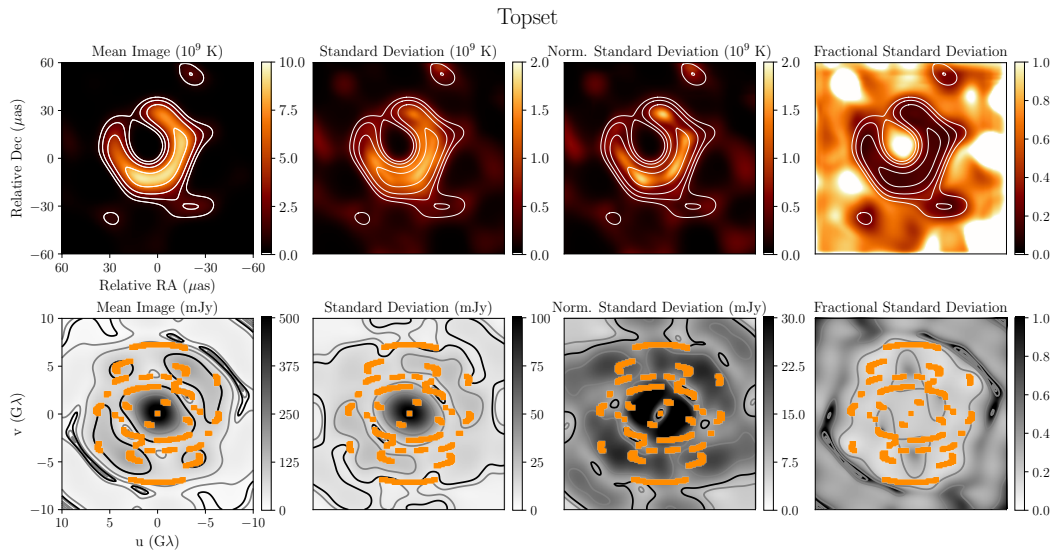 Topset
Mean Image (10⁹ K) Standard Deviation (10⁹ K) Norm. Standard Deviation (10⁹ K) Fractional Standard Deviation
60 10.0 2.0 2.0 1.0
30 7.5 1.5 1.5 0.8
0 5.0 1.0 1.0 0.6
−30 2.5 0.5 0.5 0.4
−60 0.0 0.0 0.0 0.2
0.0
Relative Dec (μas)
60 30 0 −30 −60
Relative RA (μas)
Mean Image (mJy) Standard Deviation (mJy) Norm. Standard Deviation (mJy) Fractional Standard Deviation
10 500 100 30.0 1.0
5 375 75 22.5 0.8
0 250 50 15.0 0.6
−5 125 25 7.5 0.4
−10 0 0 0.0 0.2
0.0
v (Gλ)
10 5 0 −5 −10
u (Gλ)